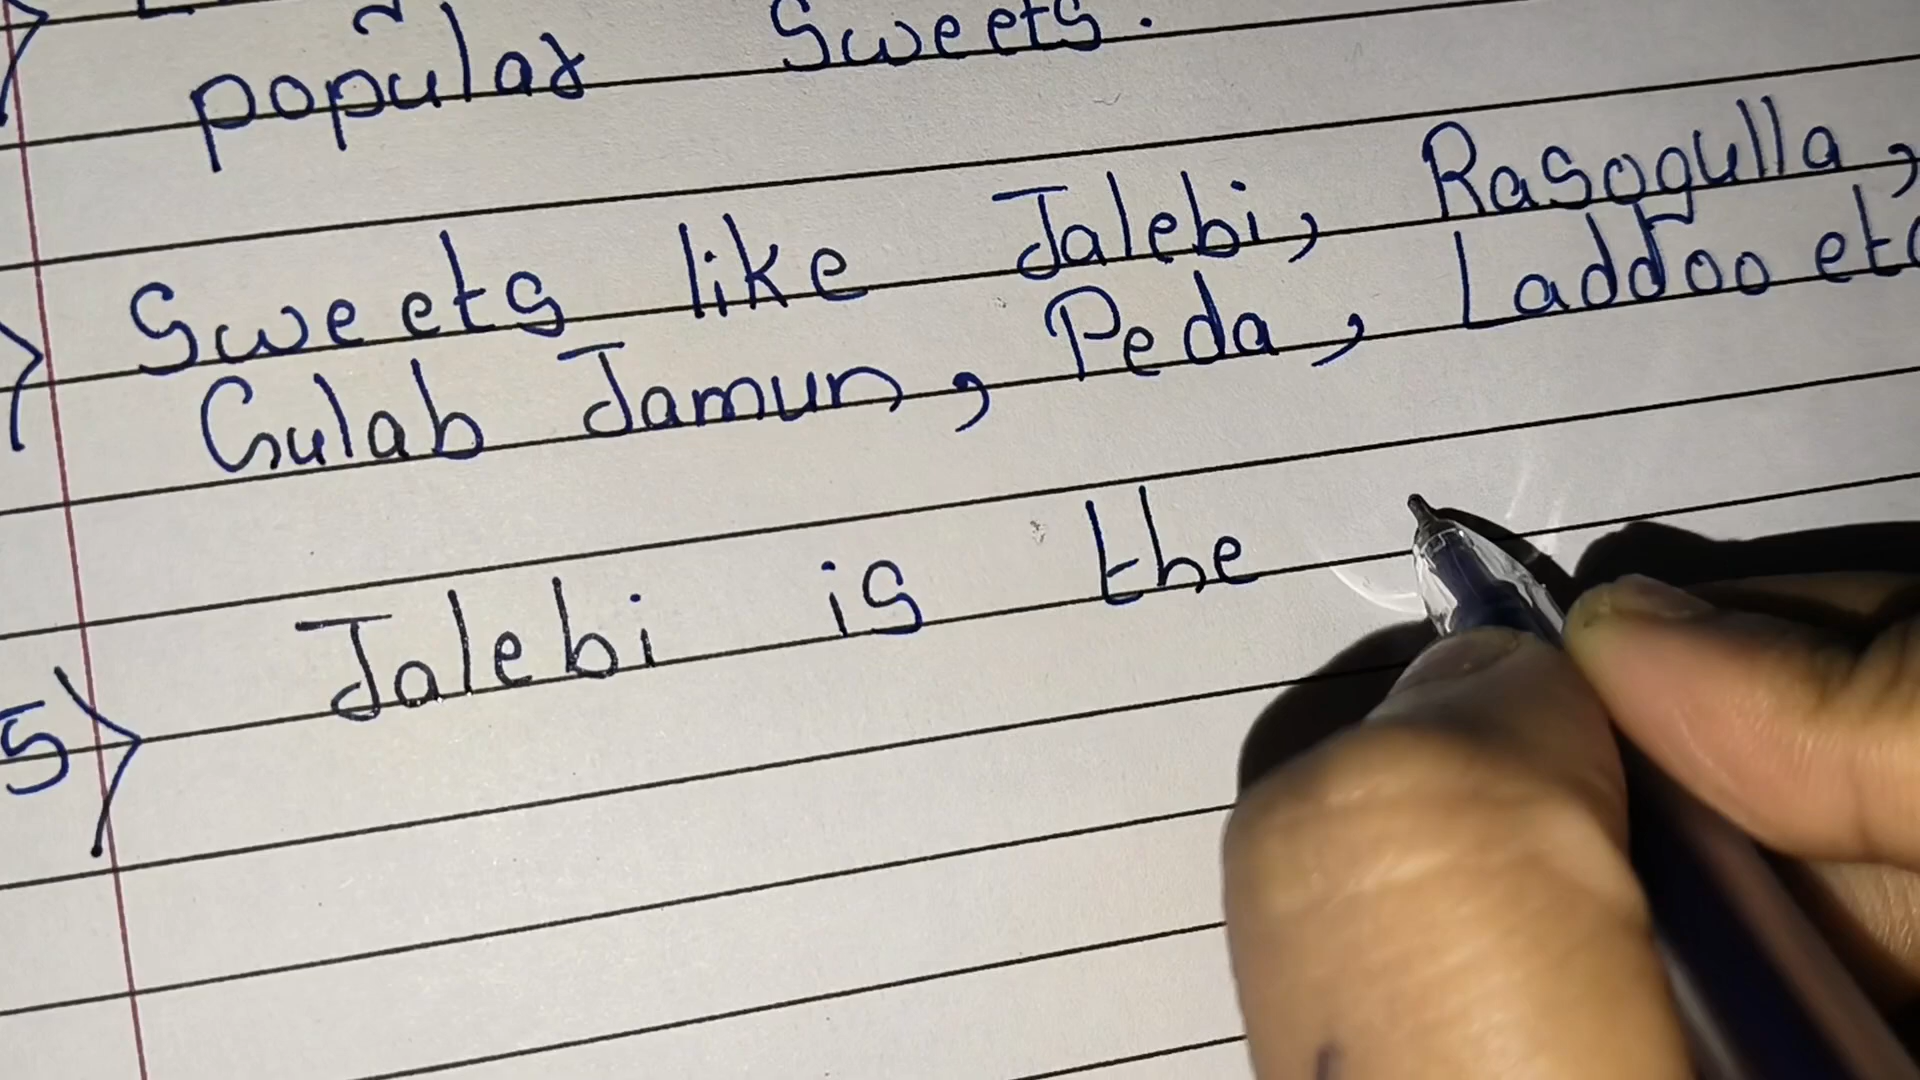 popular Sweets.
Sweets like Jalebi, Rasogulla,
Gulab Jamun, Peda, Laddoo etc
5> Jalebi is the